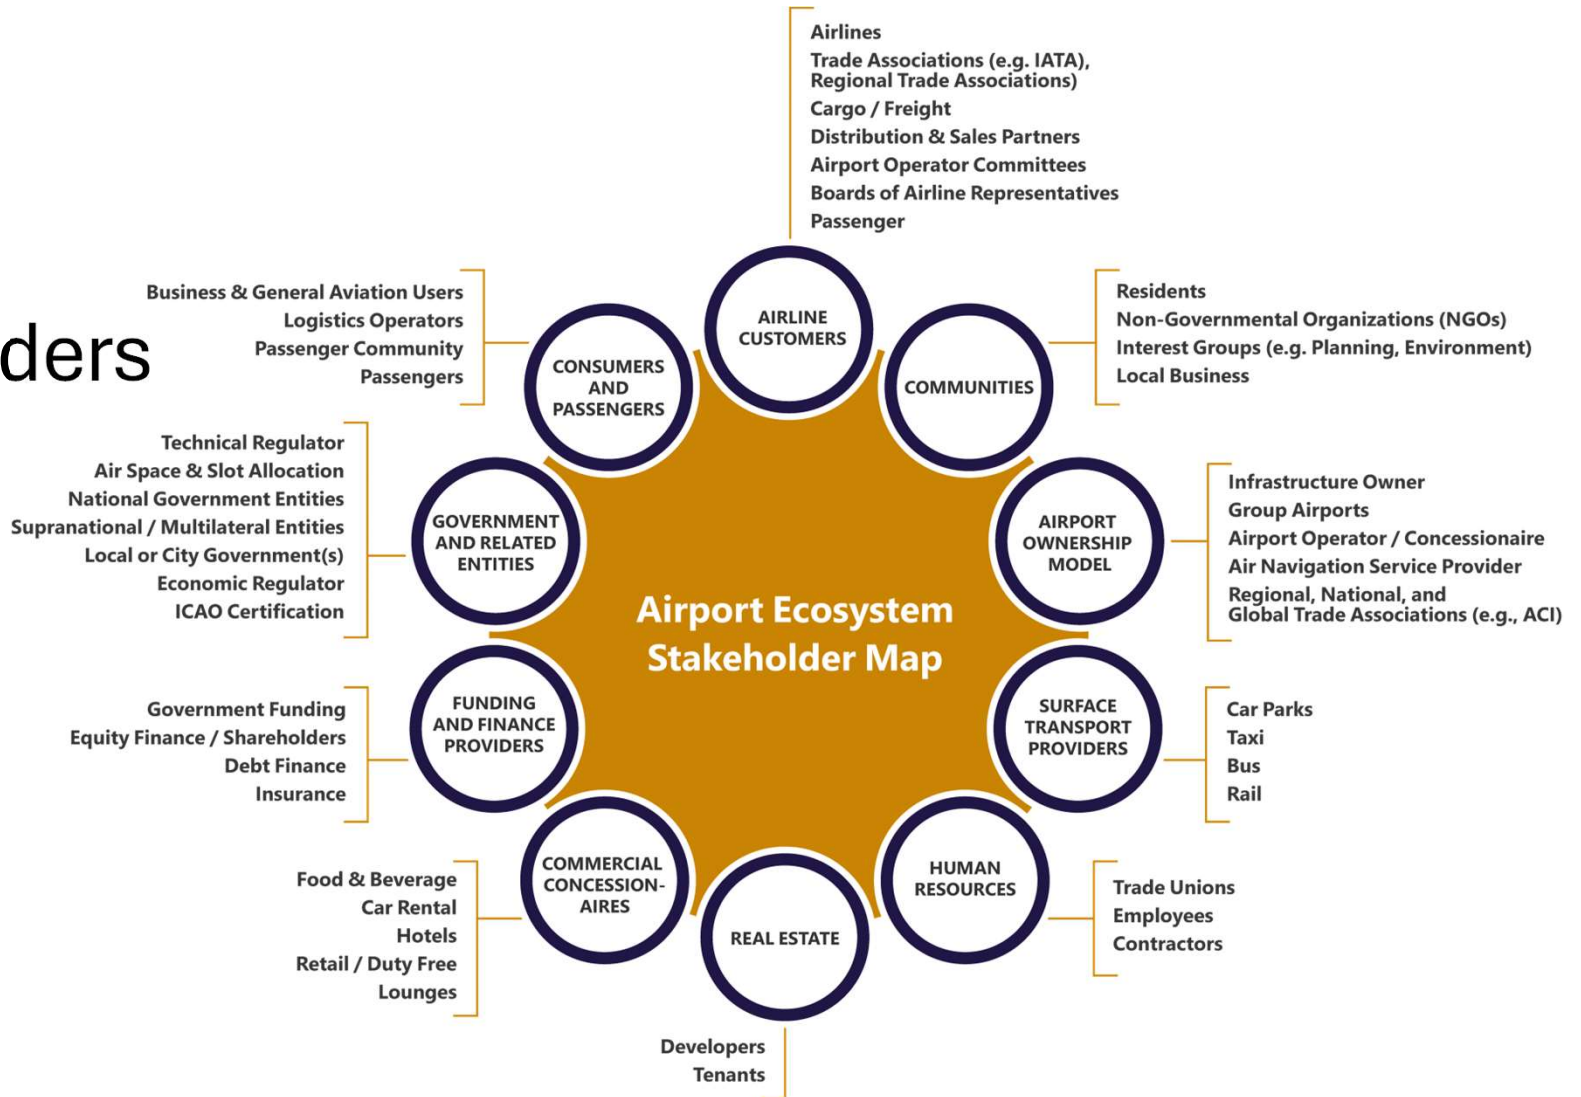 Airlines
Trade Associations (e.g. IATA),
Regional Trade Associations)
Cargo / Freight
Distribution & Sales Partners
Airport Operator Committees
Boards of Airline Representatives
Passenger
AIRLINE
CUSTOMERS
Residents
Non-Governmental Organizations (NGOs)
Interest Groups (e.g. Planning, Environment)
Local Business
COMMUNITIES
Infrastructure Owner
Group Airports
Airport Operator / Concessionaire
Air Navigation Service Provider
Regional, National, and
Global Trade Associations (e.g., ACI)
AIRPORT
OWNERSHIP
MODEL
Car Parks
Taxi
Bus
Rail
SURFACE
TRANSPORT
PROVIDERS
Trade Unions
Employees
Contractors
HUMAN
RESOURCES
REAL ESTATE
Developers
Tenants
COMMERCIAL
CONCESSION-
AIRES
Food & Beverage
Car Rental
Hotels
Retail / Duty Free
Lounges
FUNDING
AND FINANCE
PROVIDERS
Government Funding
Equity Finance / Shareholders
Debt Finance
Insurance
GOVERNMENT
AND RELATED
ENTITIES
Technical Regulator
Air Space & Slot Allocation
National Government Entities
Supranational / Multilateral Entities
Local or City Government(s)
Economic Regulator
ICAO Certification
CONSUMERS
AND
PASSENGERS
Business & General Aviation Users
Logistics Operators
Passenger Community
Passengers
ders
Airport Ecosystem
Stakeholder Map